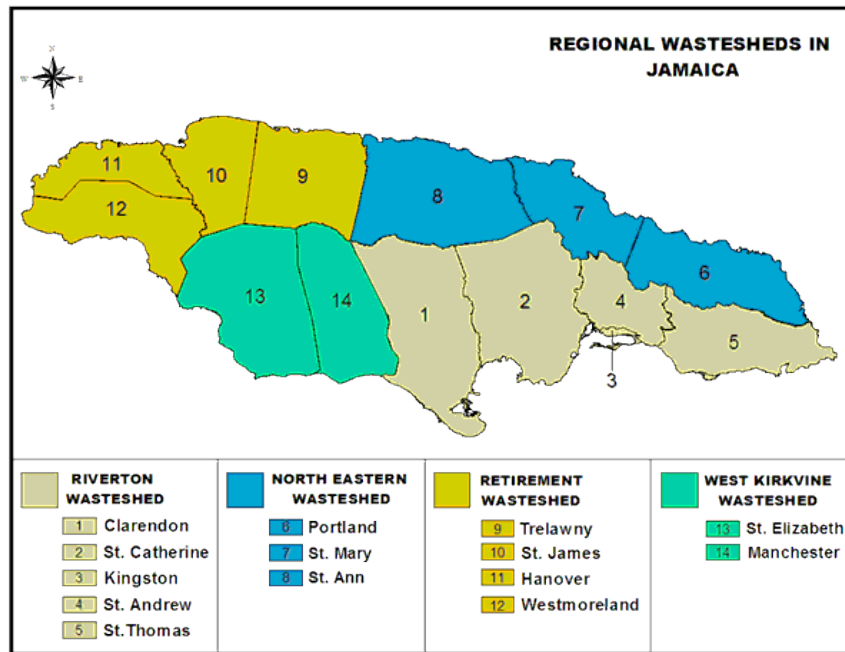 REGIONAL WASTESHEDS IN
JAMAICA
N
W
E
S
11
10
9
8
12
7
6
13
14
1
2
4
5
3
RIVERTON
WASTESHED
1 Clarendon
2 St. Catherine
3 Kingston
4 St. Andrew
5 St.Thomas
NORTH EASTERN
WASTESHED
6 Portland
7 St. Mary
8 St. Ann
RETIREMENT
WASTESHED
9 Trelawny
10 St. James
11 Hanover
12 Westmoreland
WEST KIRKVINE
WASTESHED
13 St. Elizabeth
14 Manchester